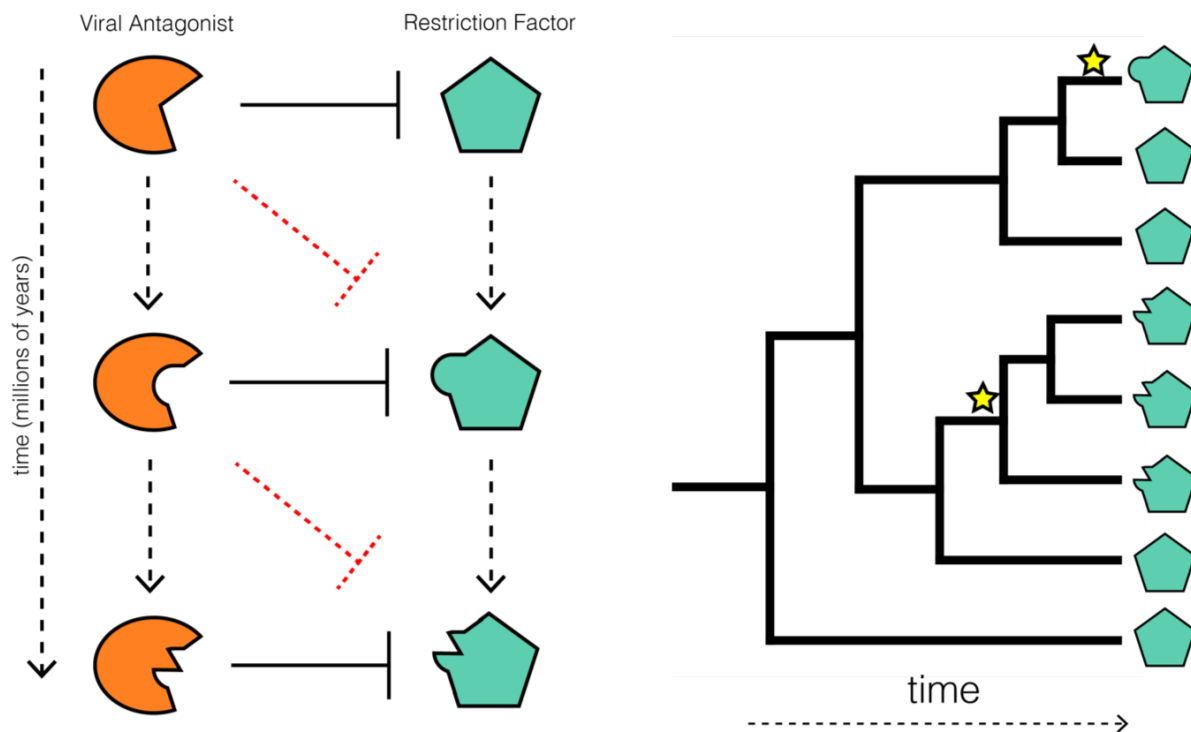 Viral Antagonist
Restriction Factor
time (millions of years)
time